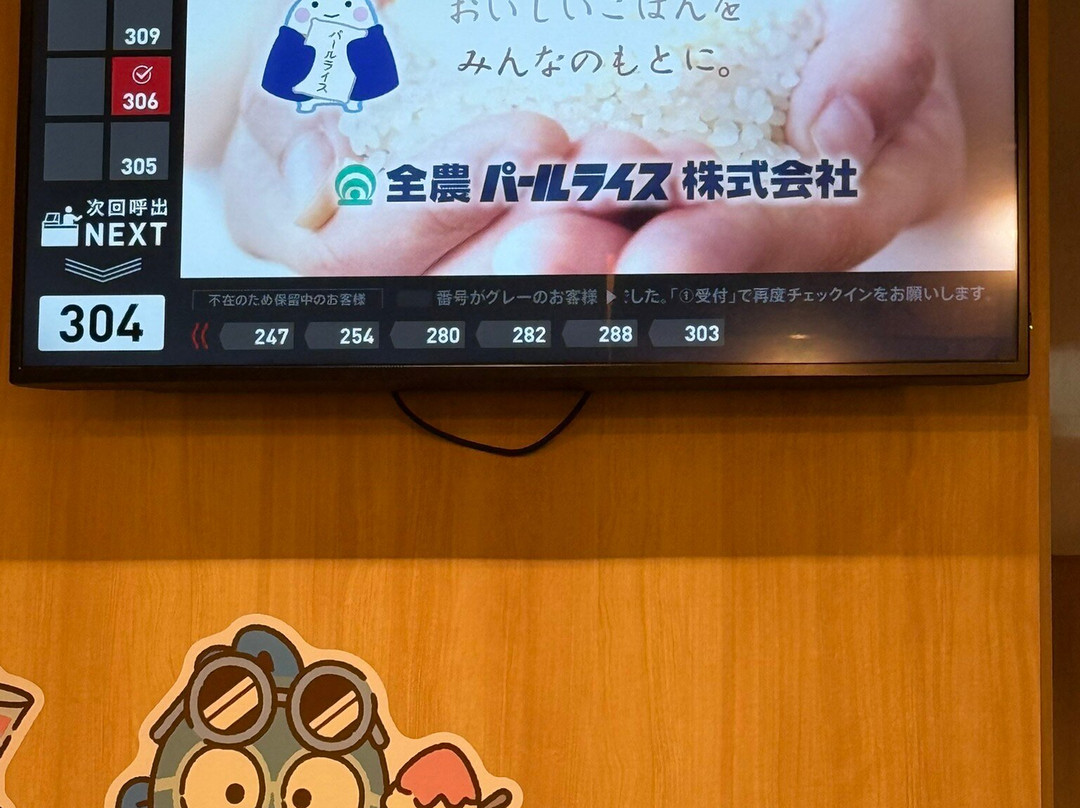 309
306
305
次回呼出
NEXT
304
パールライス
おいしいごはんを
みんなのもとに。
全農 パールライス 株式会社
不在のため保留中のお客様
番号がグレーのお客様 ▶ ました。「①受付」で再度チェックインをお願いします。
247 254 280 282 288 303